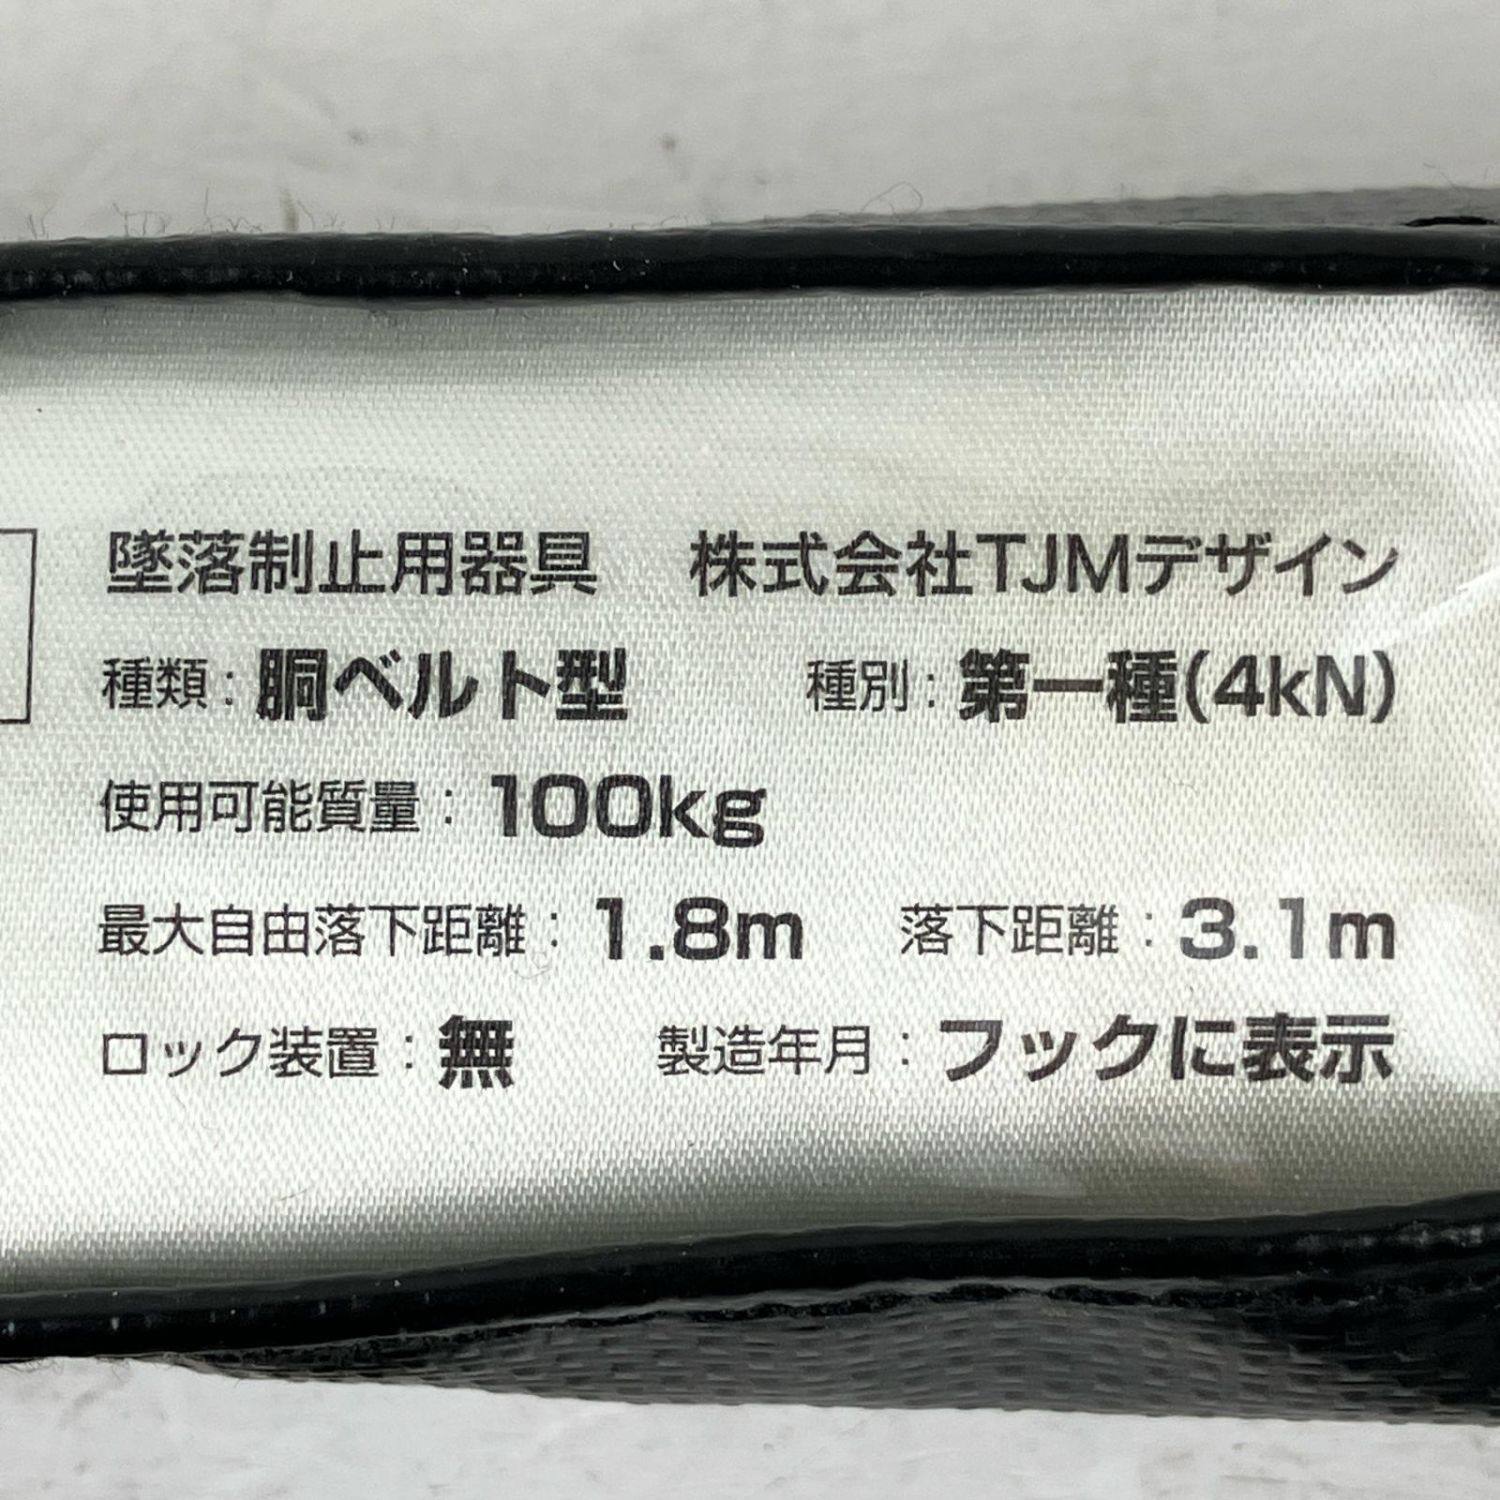 墜落制止用器具 株式会社TJMデザイン
種類：胴ベルト型 種別：第一種(4kN)
使用可能質量：100kg
最大自由落下距離：1.8m 落下距離：3.1m
ロック装置：無 製造年月：フックに表示